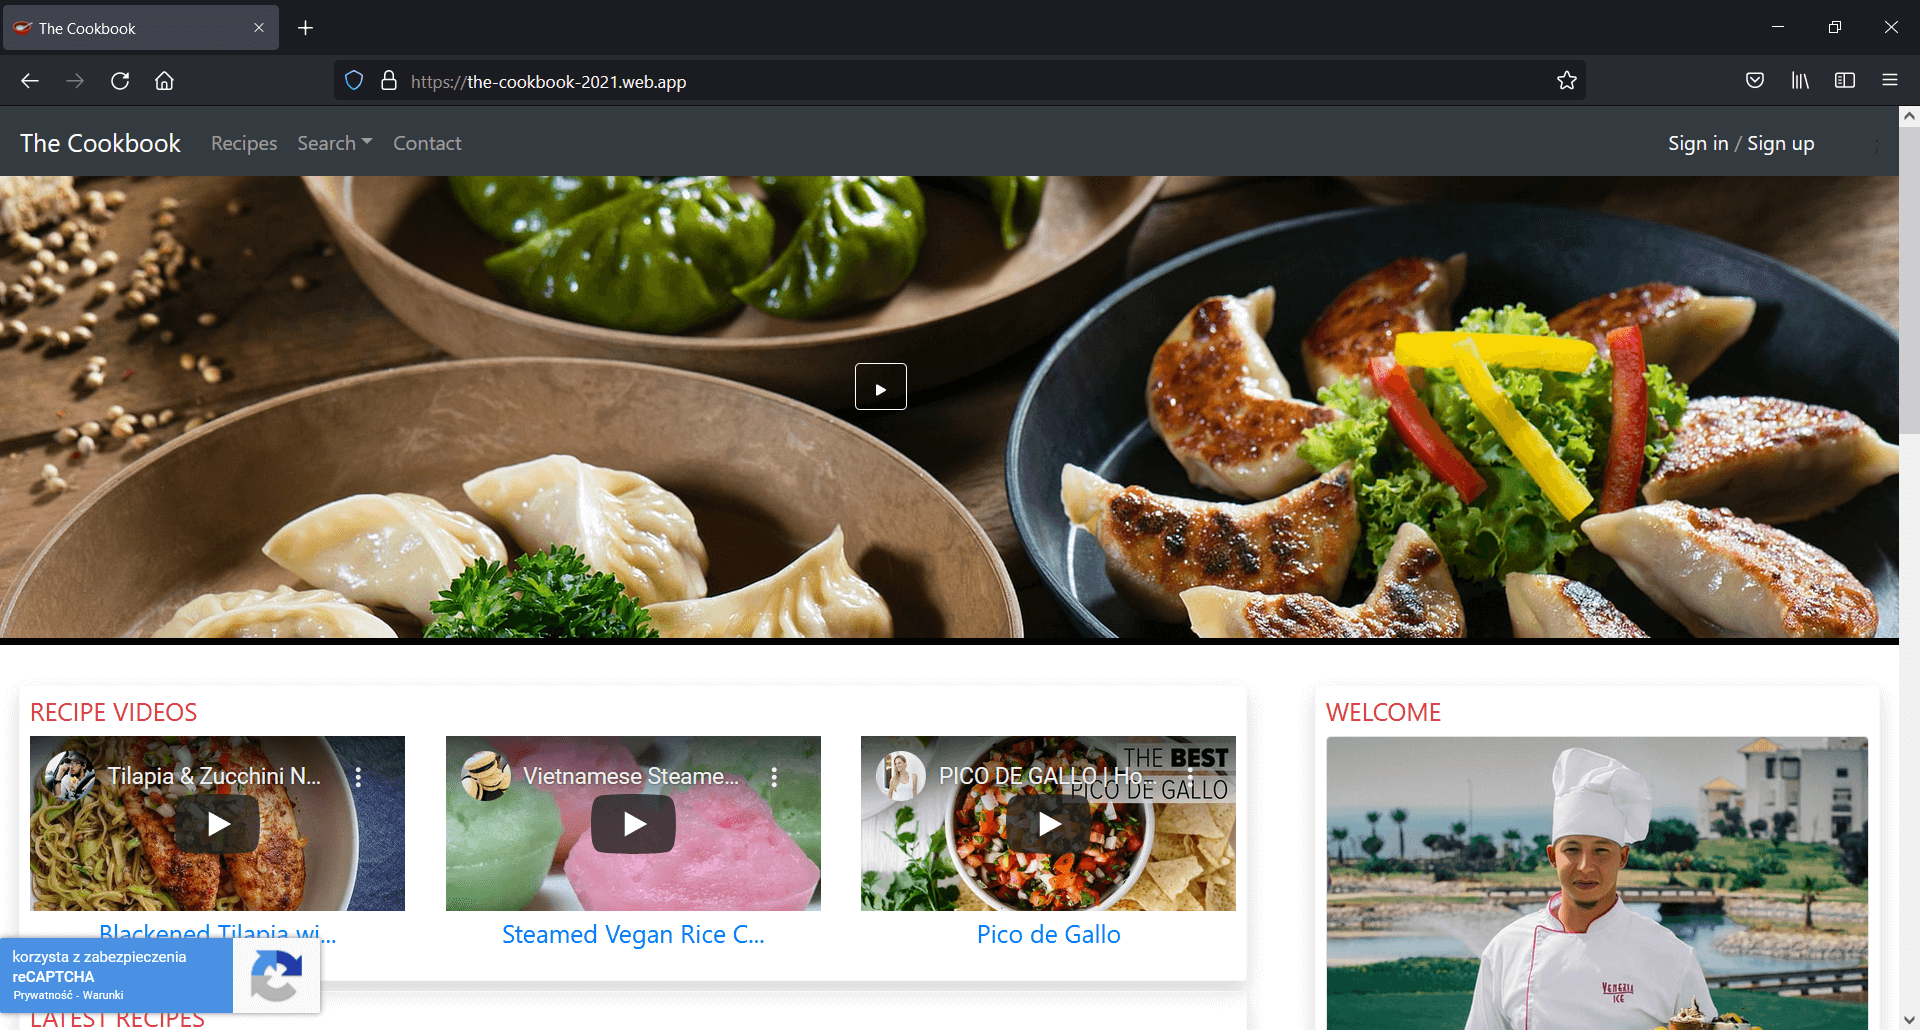 The Cookbook
https://the-cookbook-2021.web.app
The Cookbook Recipes Search Contact Sign in / Sign up
RECIPE VIDEOS
Tilapia & Zucchini N...
Vietnamese Steame...
PICO DE GALLO | Ho...
THE BEST
PICO DE GALLO
Blackened Tilapia wi...
Steamed Vegan Rice C...
Pico de Gallo
WELCOME
VENEZIA
ICE
korzysta z zabezpieczenia
reCAPTCHA
Prywatność - Warunki
LATEST RECIPES